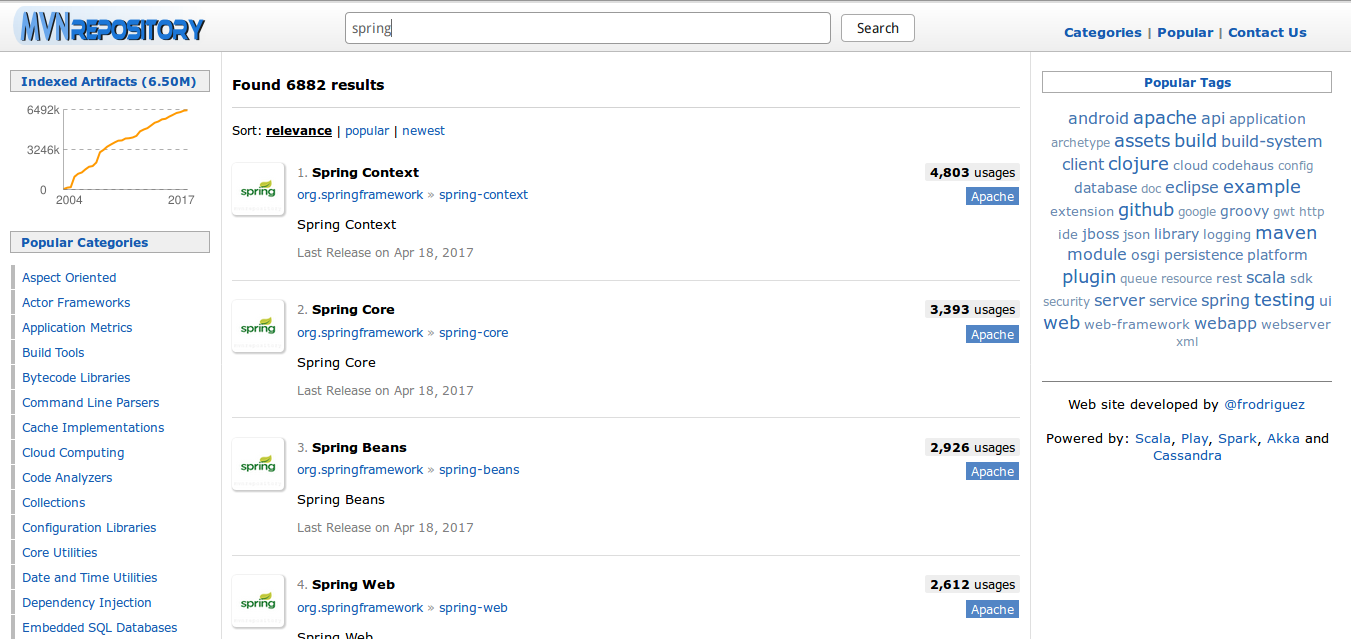 MVNREPOSITORY
spring
Search
Categories | Popular | Contact Us
Indexed Artifacts (6.50M)
6492k
3246k
0
2004 2017
Popular Categories
Aspect Oriented
Actor Frameworks
Application Metrics
Build Tools
Bytecode Libraries
Command Line Parsers
Cache Implementations
Cloud Computing
Code Analyzers
Collections
Configuration Libraries
Core Utilities
Date and Time Utilities
Dependency Injection
Embedded SQL Databases
Found 6882 results
Sort: relevance | popular | newest
spring
1. Spring Context
4,803 usages
org.springframework » spring-context
Apache
Spring Context
Last Release on Apr 18, 2017
spring
2. Spring Core
3,393 usages
org.springframework » spring-core
Apache
Spring Core
Last Release on Apr 18, 2017
spring
3. Spring Beans
2,926 usages
org.springframework » spring-beans
Apache
Spring Beans
Last Release on Apr 18, 2017
spring
4. Spring Web
2,612 usages
org.springframework » spring-web
Apache
Spring Web
Popular Tags
android apache api application
archetype assets build build-system
client clojure cloud codehaus config
database doc eclipse example
extension github google groovy gwt http
ide jboss json library logging maven
module osgi persistence platform
plugin queue resource rest scala sdk
security server service spring testing ui
web web-framework webapp webserver
xml
Web site developed by @frodriguez
Powered by: Scala, Play, Spark, Akka and
Cassandra